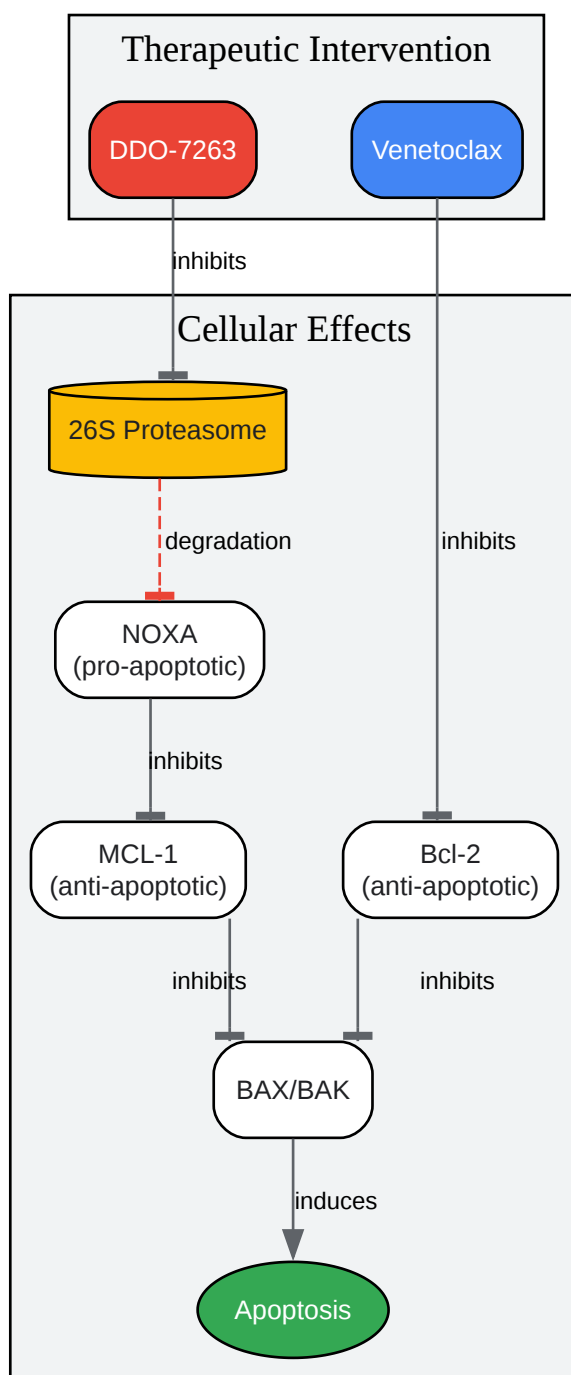 Therapeutic Intervention
DDO-7263
Venetoclax
inhibits
Cellular Effects
26S Proteasome
degradation
inhibits
NOXA
(pro-apoptotic)
inhibits
MCL-1
(anti-apoptotic)
Bcl-2
(anti-apoptotic)
inhibits
inhibits
BAX/BAK
induces
Apoptosis